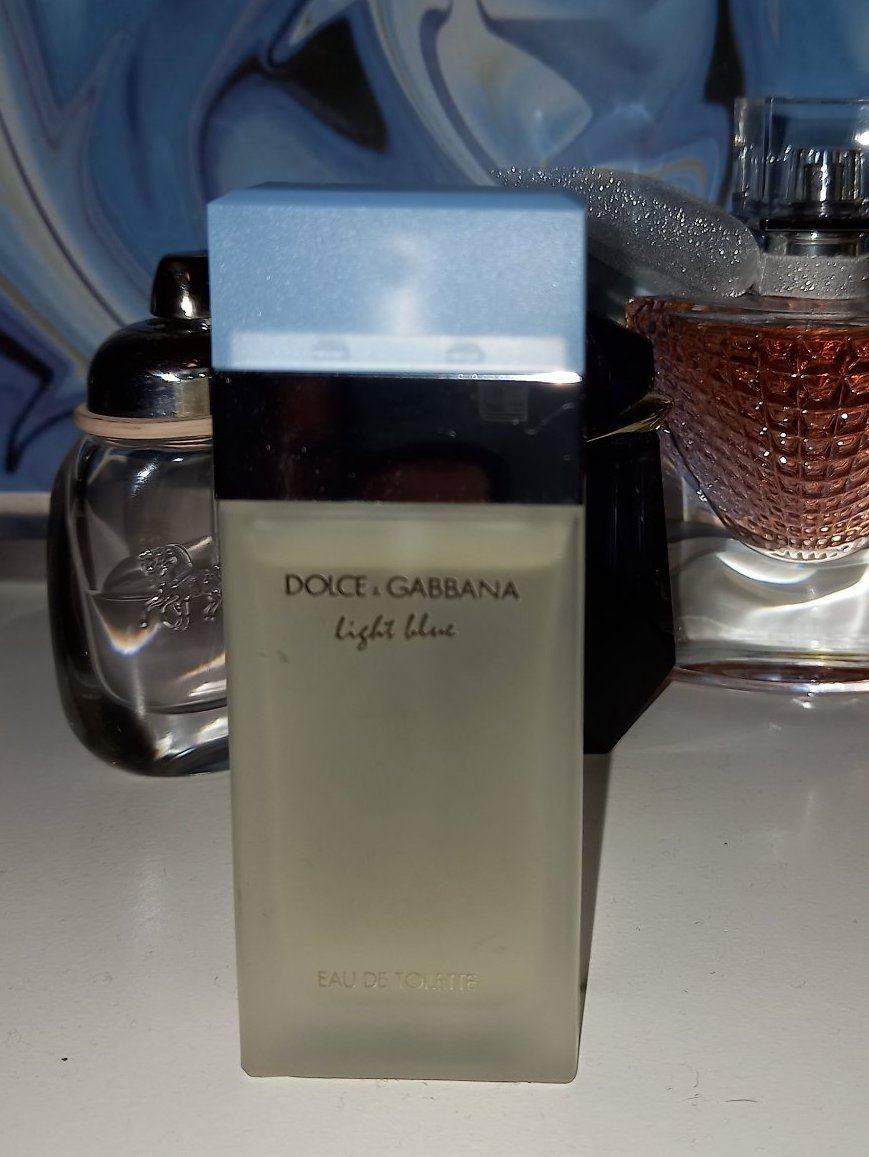 DOLCE & GABBANA
light blue
EAU DE TOILETTE